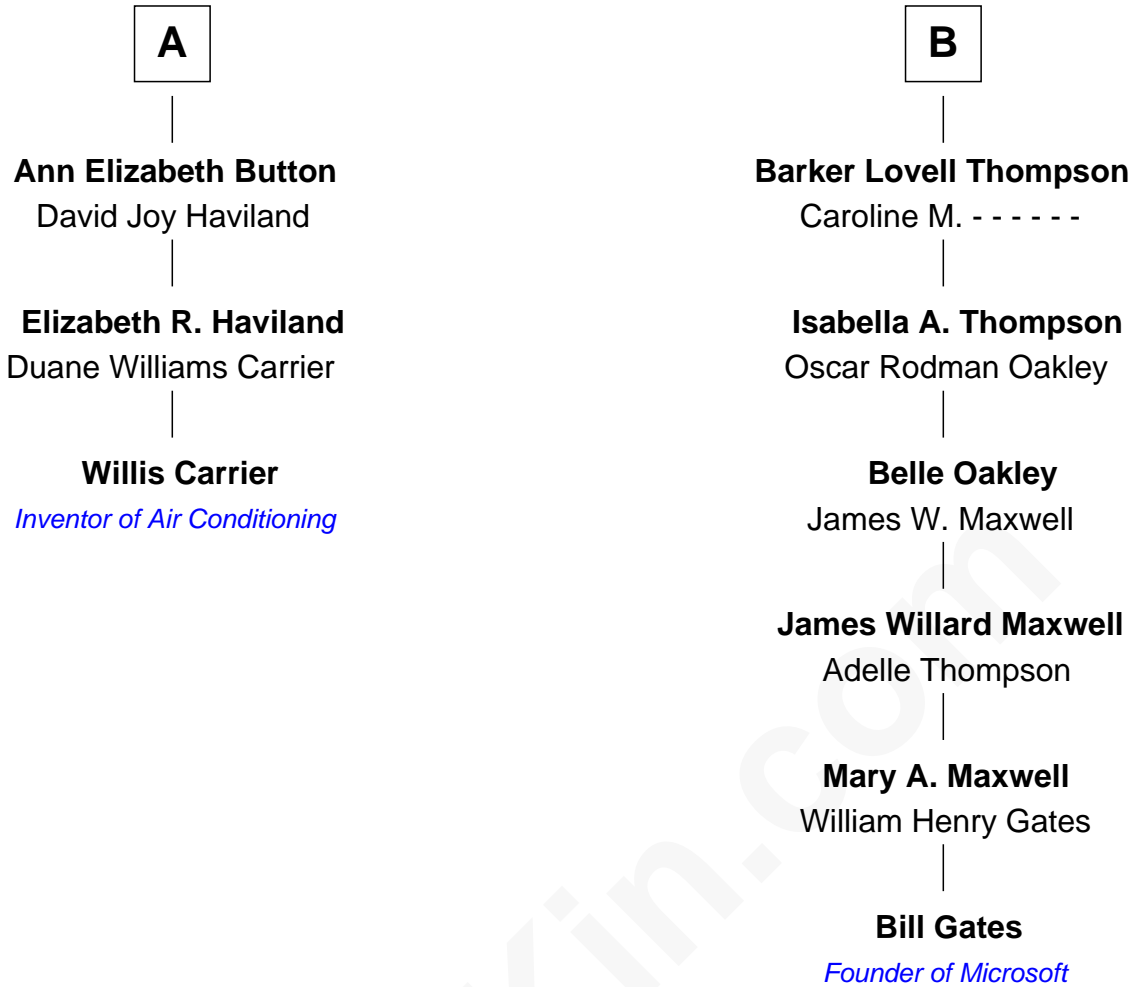 A
Ann Elizabeth Button
David Joy Haviland
Elizabeth R. Haviland
Duane Williams Carrier
Willis Carrier
Inventor of Air Conditioning
B
Barker Lovell Thompson
Caroline M. - - - - - -
Isabella A. Thompson
Oscar Rodman Oakley
Belle Oakley
James W. Maxwell
James Willard Maxwell
Adelle Thompson
Mary A. Maxwell
William Henry Gates
Bill Gates
Founder of Microsoft